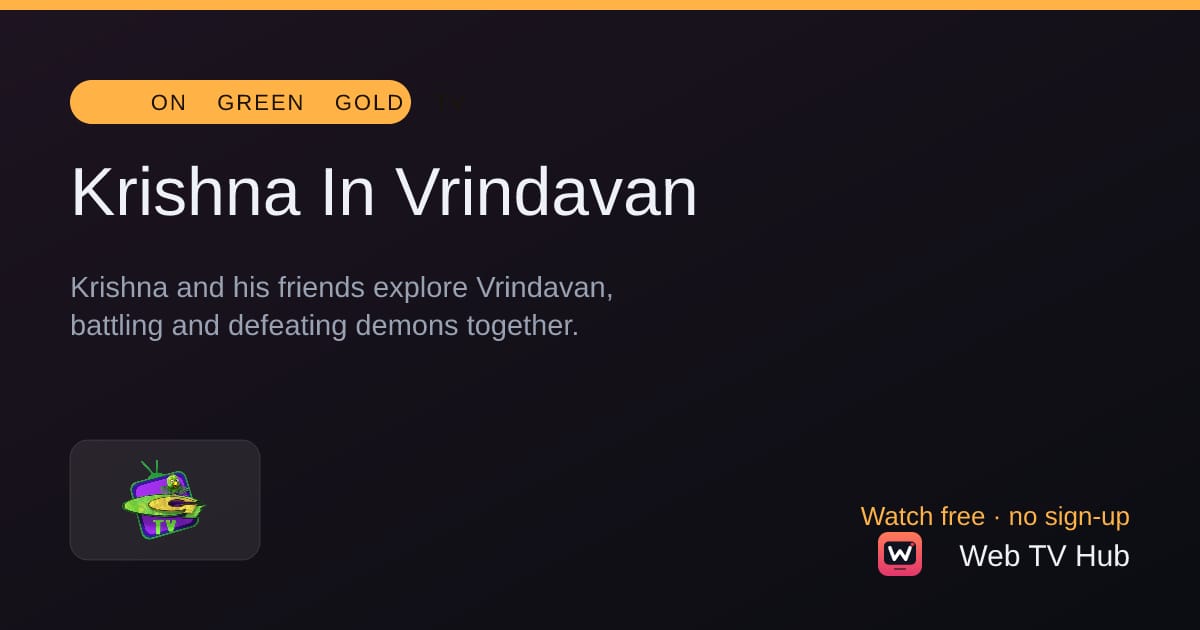 ON GREEN GOLD
Krishna In Vrindavan
Krishna and his friends explore Vrindavan,
battling and defeating demons together.
TV
Watch free · no sign-up
W
Web TV Hub